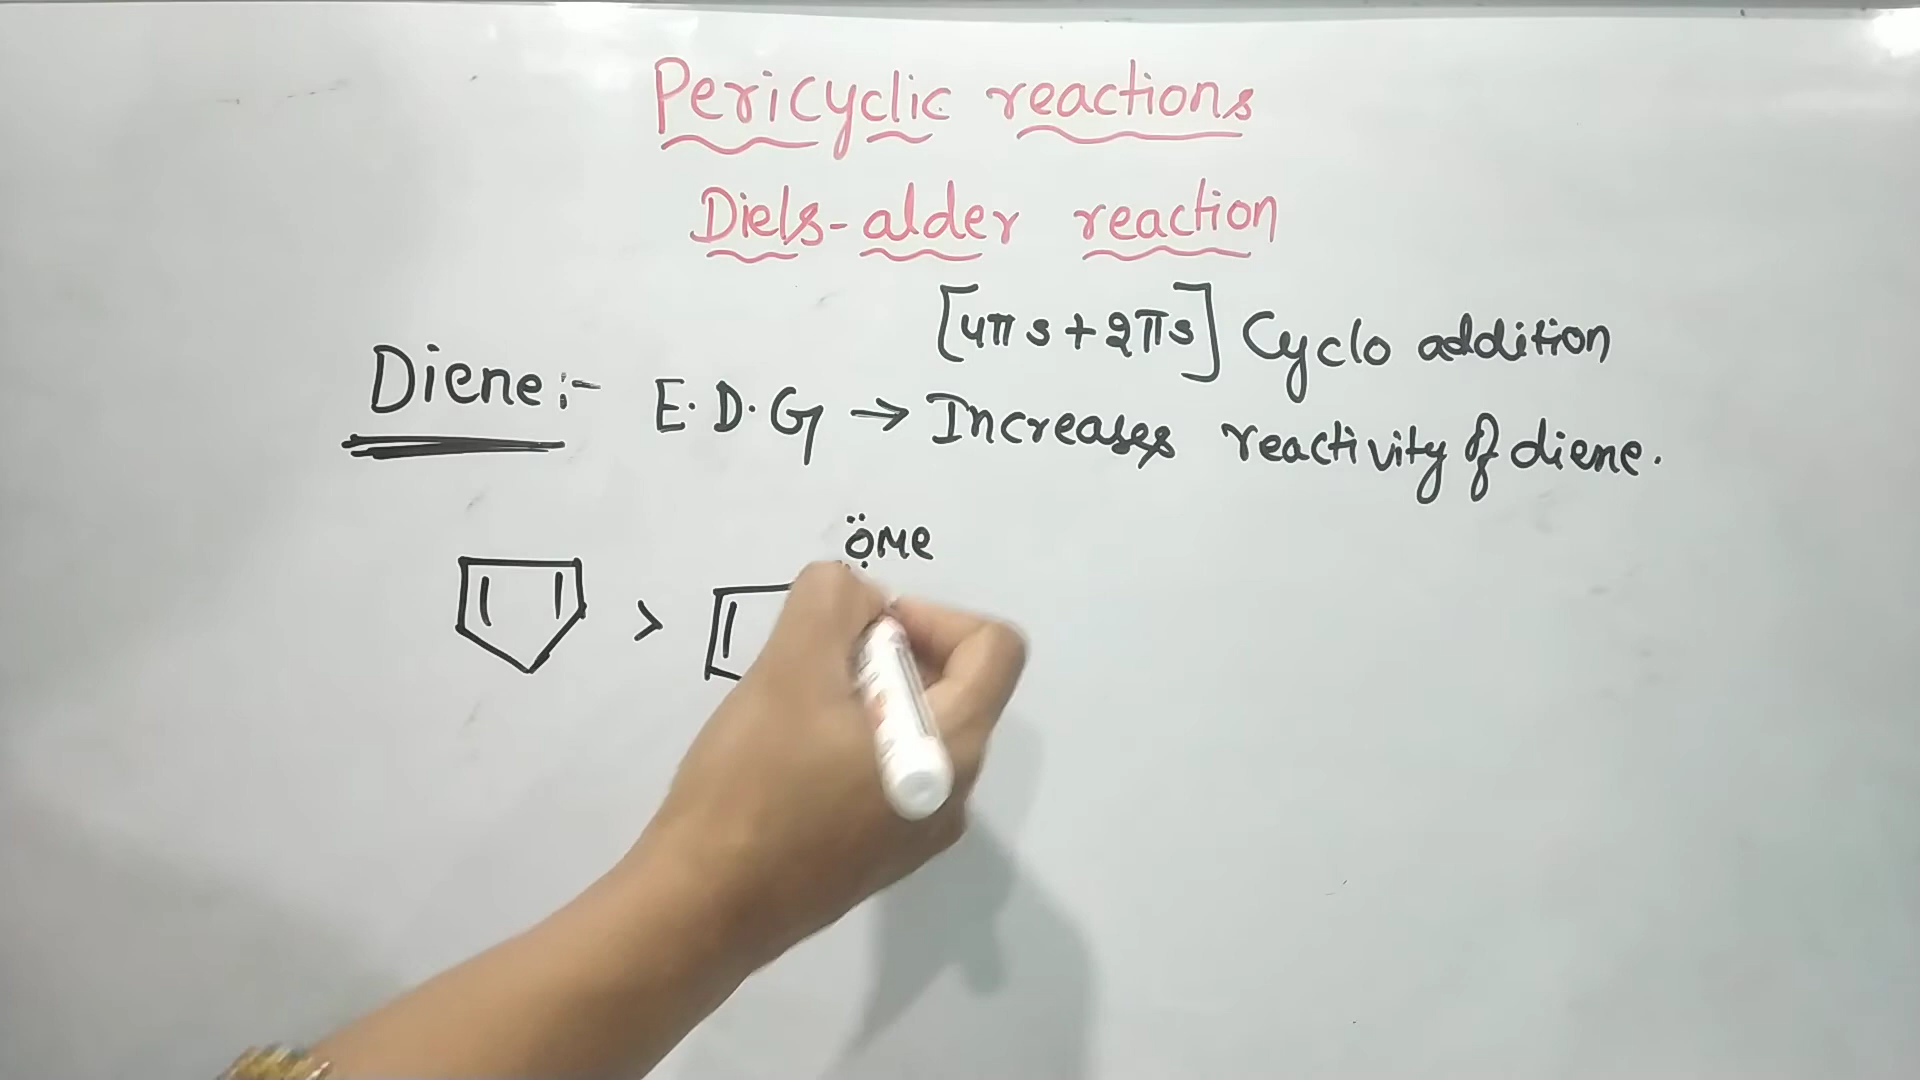 Pericyclic reactions
Diels-alder reaction
[4πs+2πs] Cyclo addition
Diene:- E.D.G → Increases reactivity of diene.
ÖMe
>